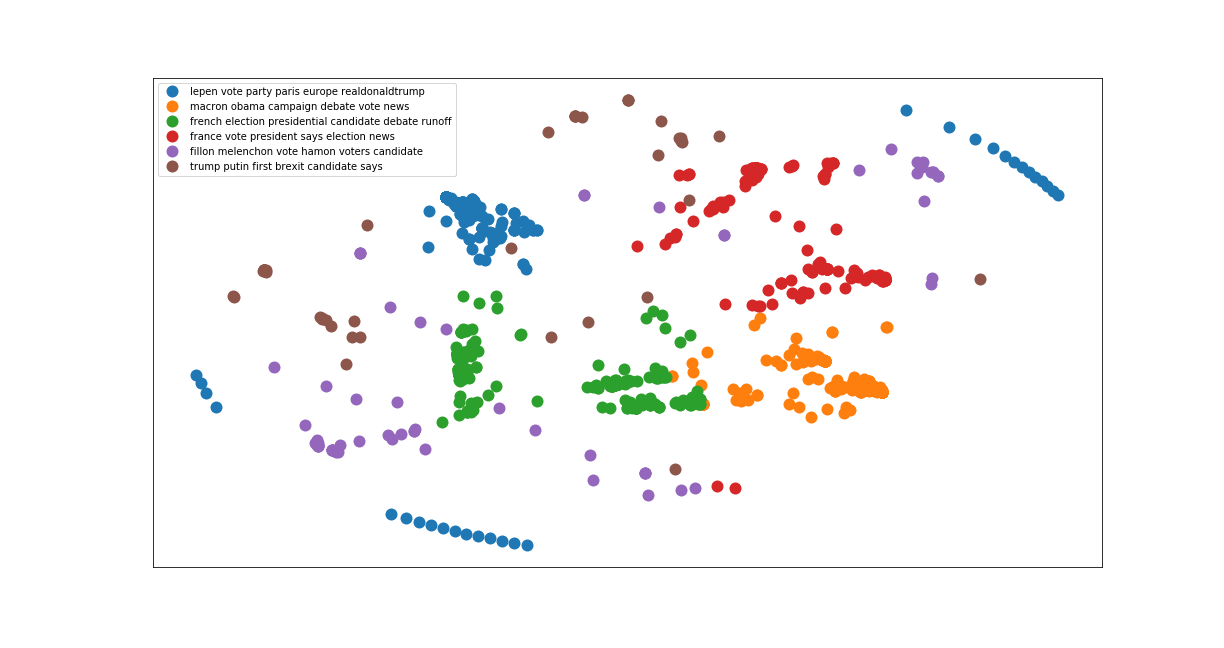 lepen vote party paris europe realdonaldtrump
macron obama campaign debate vote news
french election presidential candidate debate runoff
france vote president says election news
fillon melenchon vote hamon voters candidate
trump putin first brexit candidate says